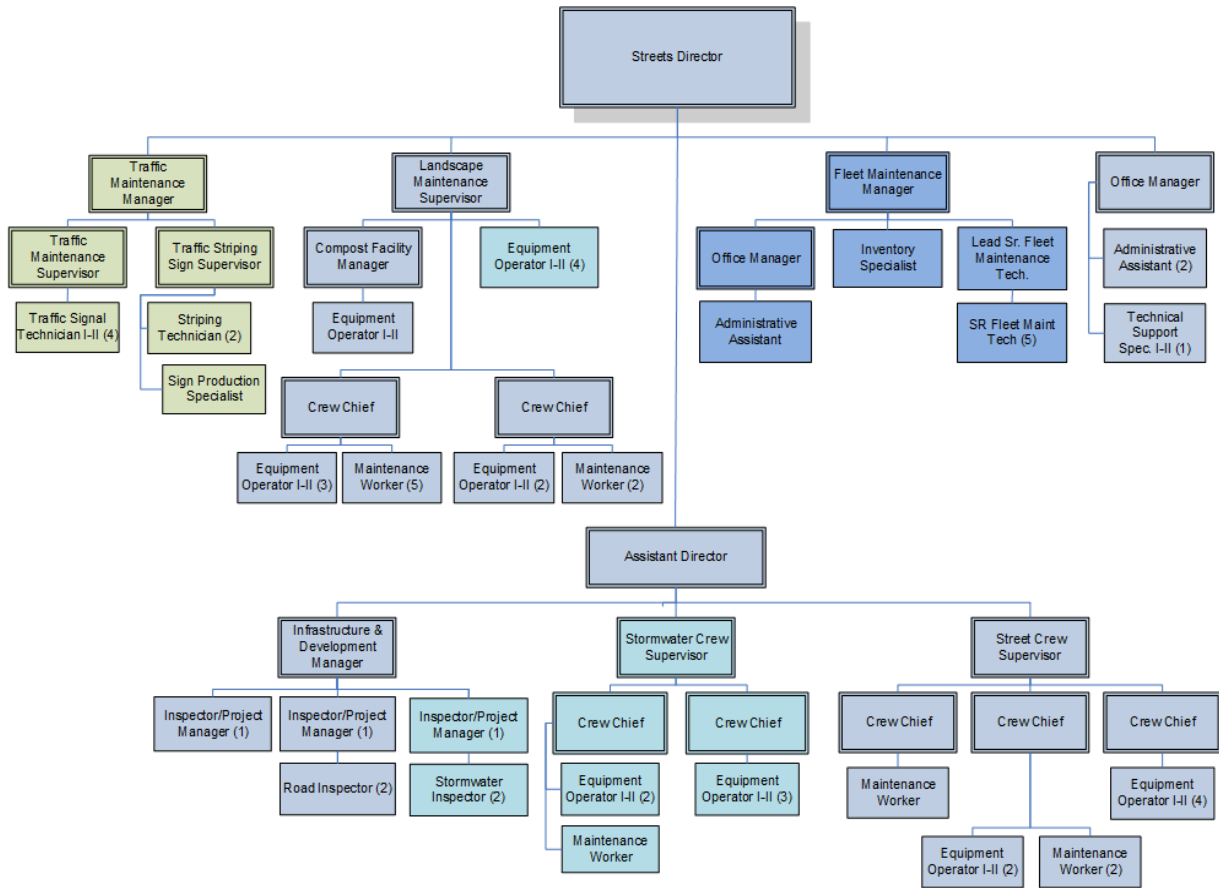 Streets Director
Traffic
Maintenance
Manager
Landscape
Maintenance
Supervisor
Fleet Maintenance
Manager
Office Manager
Traffic
Maintenance
Supervisor
Traffic Striping
Sign Supervisor
Compost Facility
Manager
Equipment
Operator I-II (4)
Office Manager
Inventory
Specialist
Lead Sr. Fleet
Maintenance
Tech.
Administrative
Assistant (2)
Traffic Signal
Technician I-II (4)
Striping
Technician (2)
Equipment
Operator I-II
Administrative
Assistant
SR Fleet Maint
Tech (5)
Technical
Support
Spec. I-II (1)
Sign Production
Specialist
Crew Chief
Crew Chief
Equipment
Operator I-II (3)
Maintenance
Worker (5)
Equipment
Operator I-II (2)
Maintenance
Worker (2)
Assistant Director
Infrastructure &
Development
Manager
Stormwater Crew
Supervisor
Street Crew
Supervisor
Inspector/Project
Manager (1)
Inspector/Project
Manager (1)
Inspector/Project
Manager (1)
Crew Chief
Crew Chief
Crew Chief
Crew Chief
Crew Chief
Road Inspector (2)
Stormwater
Inspector (2)
Equipment
Operator I-II (2)
Equipment
Operator I-II (3)
Maintenance
Worker
Equipment
Operator I-II (4)
Maintenance
Worker
Equipment
Operator I-II (2)
Maintenance
Worker (2)